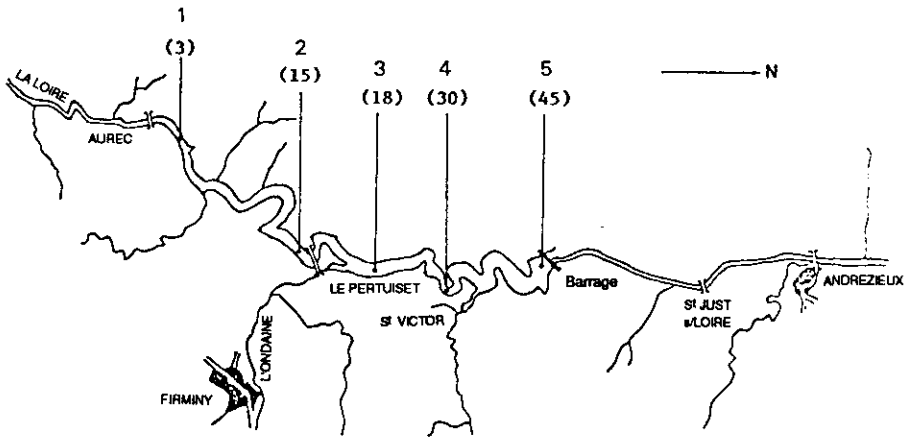 1
(3)
2
(15)
3
(18)
4
(30)
5
(45)
N
LA LOIRE
AUREC
LE PERTUISET
St VICTOR
Barrage
St JUST
s/LOIRE
ANDREZIEUX
L'ONDAINE
FIRMINY